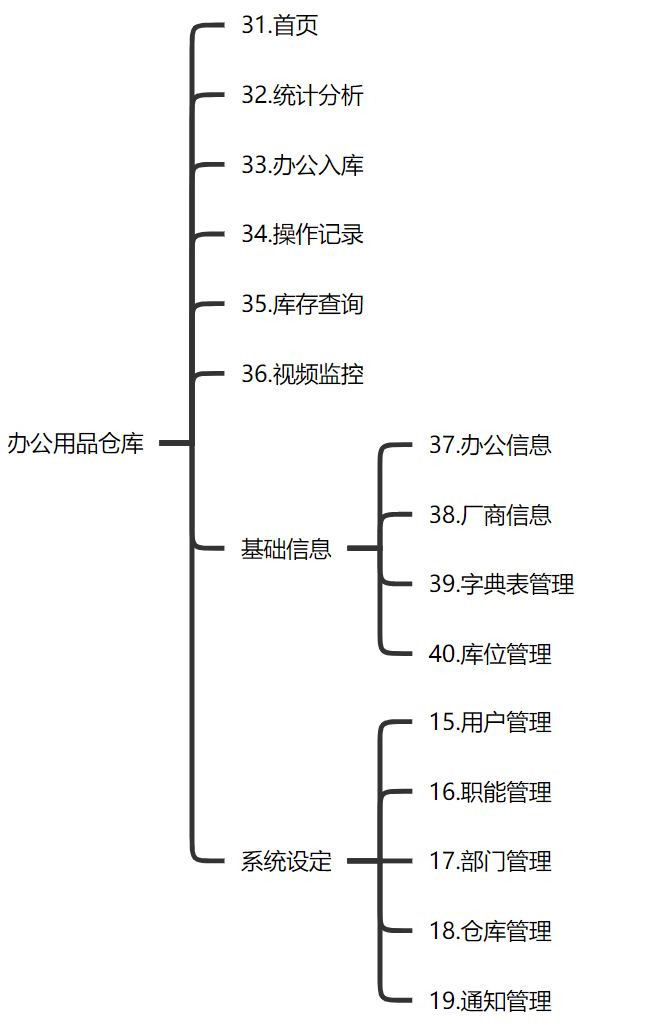 31.首页
32.统计分析
33.办公入库
34.操作记录
35.库存查询
36.视频监控
办公用品仓库
基础信息
37.办公信息
38.厂商信息
39.字典表管理
40.库位管理
系统设定
15.用户管理
16.职能管理
17.部门管理
18.仓库管理
19.通知管理